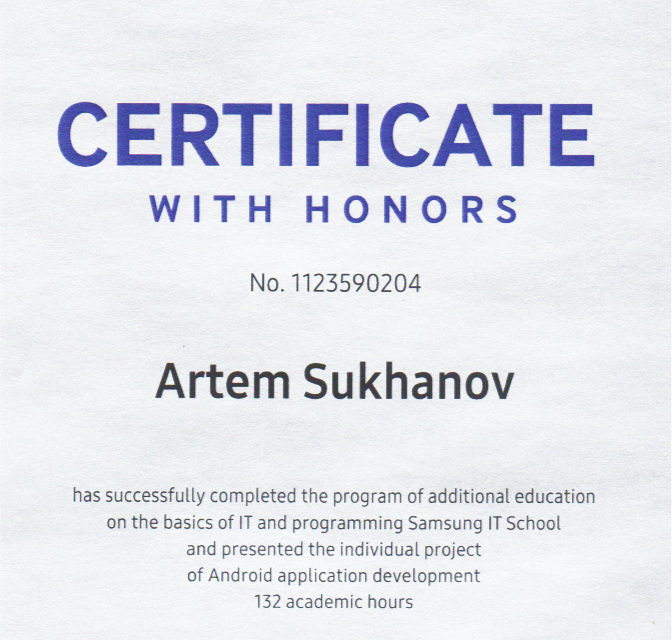 CERTIFICATE
WITH HONORS
No. 1123590204
Artem Sukhanov
has successfully completed the program of additional education
on the basics of IT and programming Samsung IT School
and presented the individual project
of Android application development
132 academic hours